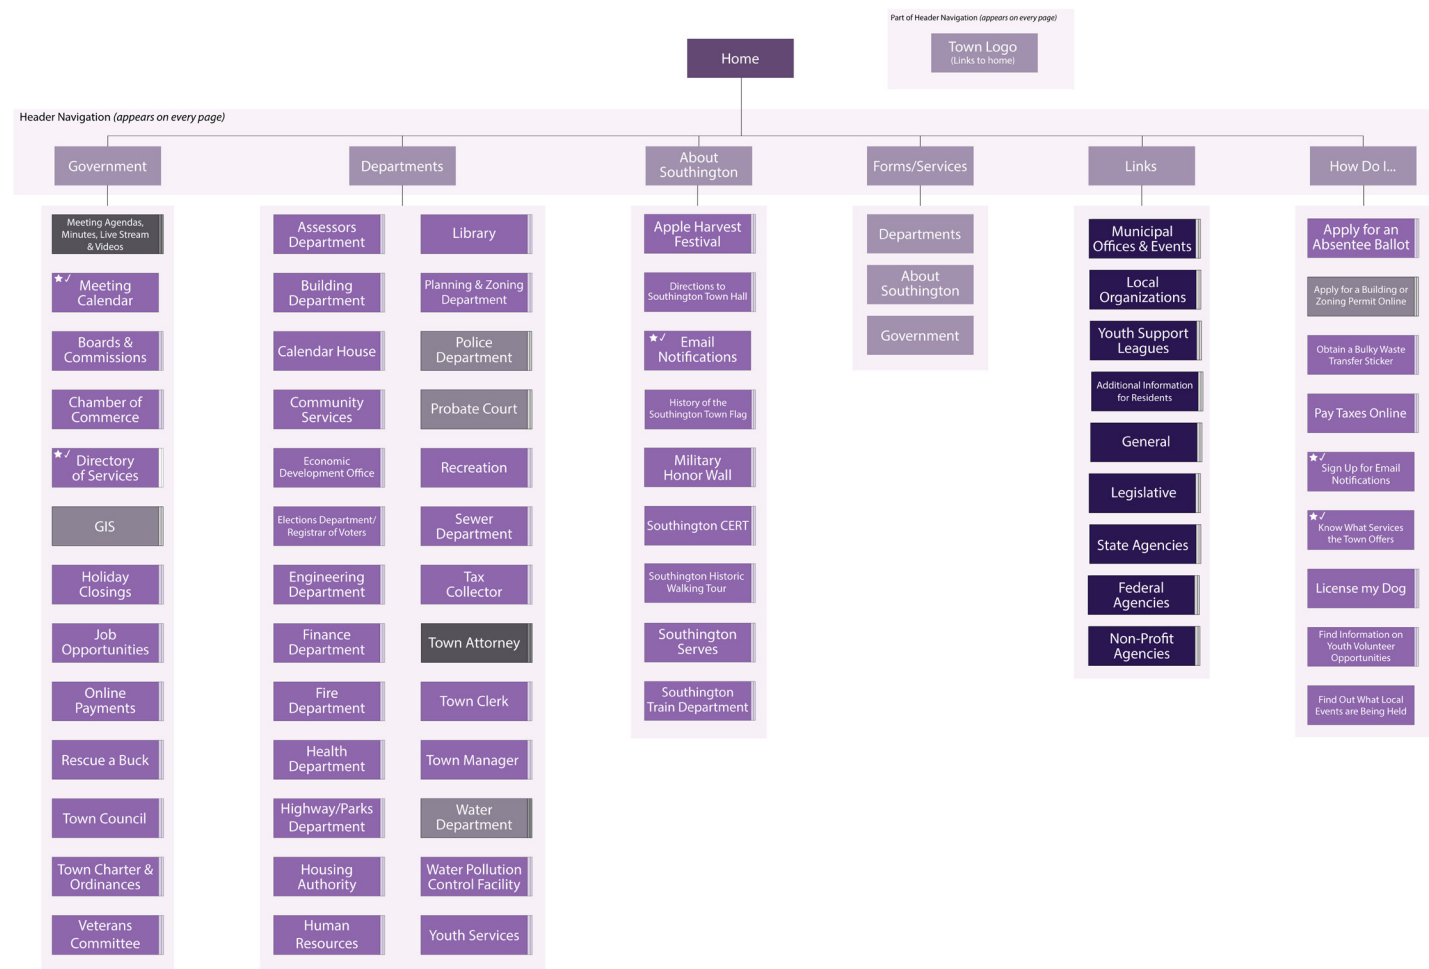 Part of Header Navigation (appears on every page)
Town Logo
(Links to home)
Home
Header Navigation (appears on every page)
Government
Departments
About
Southington
Forms/Services
Links
How Do I...
Meeting Agendas,
Minutes, Live Stream
& Videos
Meeting
Calendar
Boards &
Commissions
Chamber of
Commerce
Directory
of Services
GIS
Holiday
Closings
Job
Opportunities
Online
Payments
Rescue a Buck
Town Council
Town Charter &
Ordinances
Veterans
Committee
Assessors
Department
Building
Department
Calendar House
Community
Services
Economic
Development Office
Elections Department/
Registrar of Voters
Engineering
Department
Finance
Department
Fire
Department
Health
Department
Highway/Parks
Department
Housing
Authority
Human
Resources
Library
Planning & Zoning
Department
Police
Department
Probate Court
Recreation
Sewer
Department
Tax
Collector
Town Attorney
Town Clerk
Town Manager
Water
Department
Water Pollution
Control Facility
Youth Services
Apple Harvest
Festival
Directions to
Southington Town Hall
Email
Notifications
History of the
Southington Town Flag
Military
Honor Wall
Southington CERT
Southington Historic
Walking Tour
Southington
Serves
Southington
Train Department
Departments
About
Southington
Government
Municipal
Offices & Events
Local
Organizations
Youth Support
Leagues
Additional Information
for Residents
General
Legislative
State Agencies
Federal
Agencies
Non-Profit
Agencies
Apply for an
Absentee Ballot
Apply for a Building or
Zoning Permit Online
Obtain a Bulky Waste
Transfer Sticker
Pay Taxes Online
Sign Up for Email
Notifications
Know What Services
the Town Offers
License my Dog
Find Information on
Youth Volunteer
Opportunities
Find Out What Local
Events are Being Held